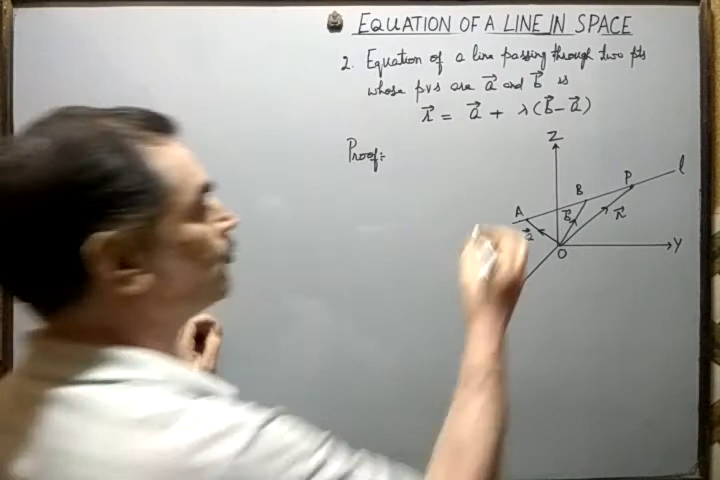 EQUATION OF A LINE IN SPACE
2. Equation of a line passing through two pts
whose pvs are a⃗ and b⃗ is
r⃗ = a⃗ + λ(b⃗ - a⃗)
Proof:
Z
l
P
B
A
b⃗
r⃗
a⃗
Y
O